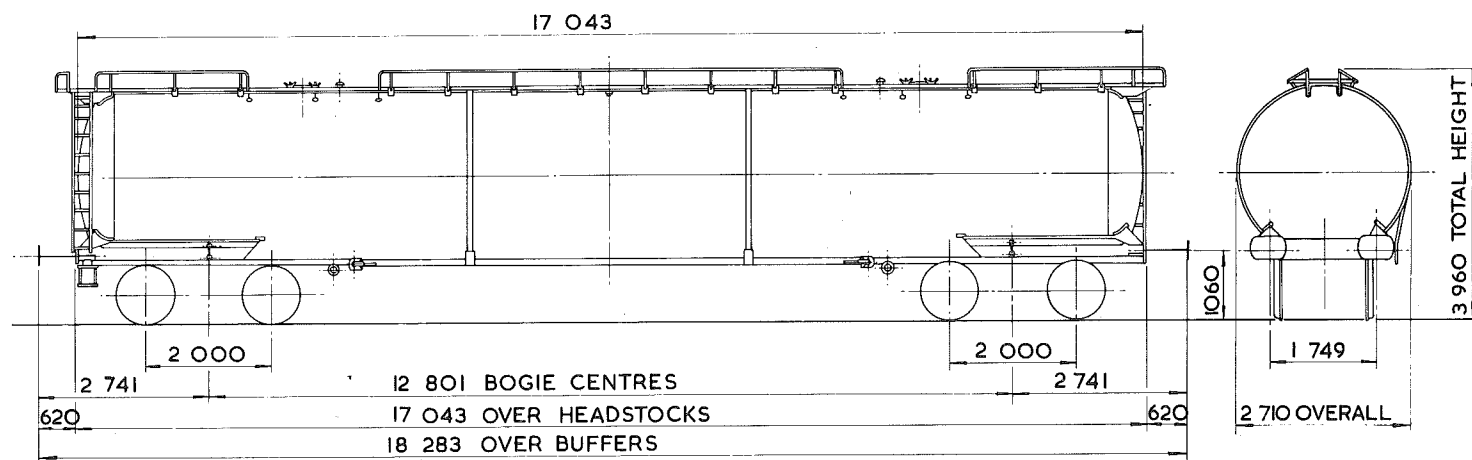 17 043
3 960 TOTAL HEIGHT
1060
2 000
2 000
1 749
2 741
12 801 BOGIE CENTRES
2 741
620
17 043 OVER HEADSTOCKS
620
2 710 OVERALL
18 283 OVER BUFFERS